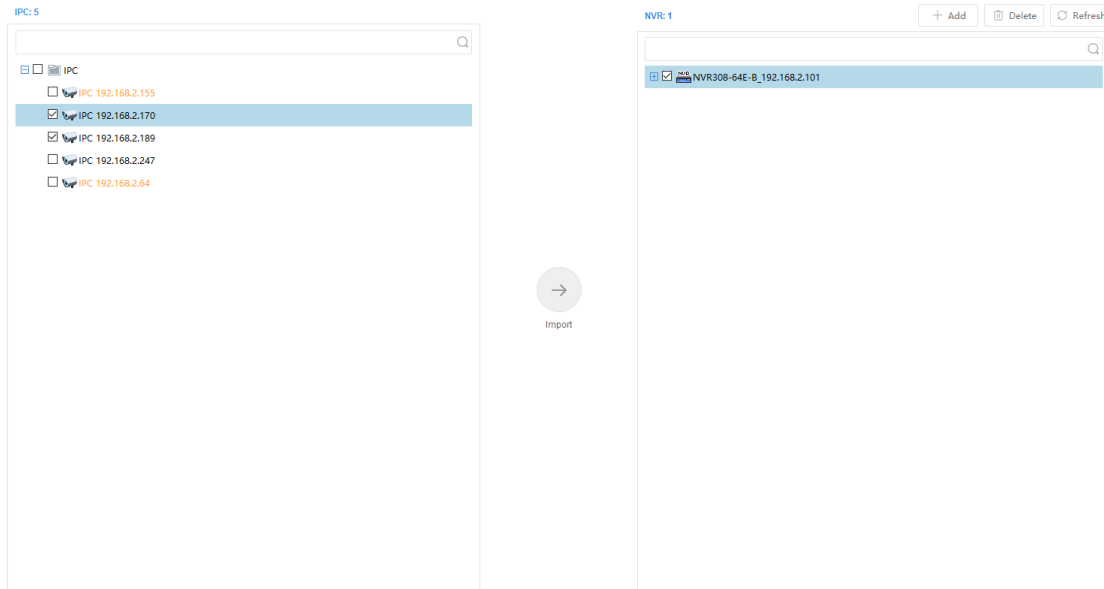 IPC: 5
IPC
IPC 192.168.2.155
IPC 192.168.2.170
IPC 192.168.2.189
IPC 192.168.2.247
IPC 192.168.2.64
Import
NVR: 1
Add
Delete
Refresh
NVR308-64E-B_192.168.2.101